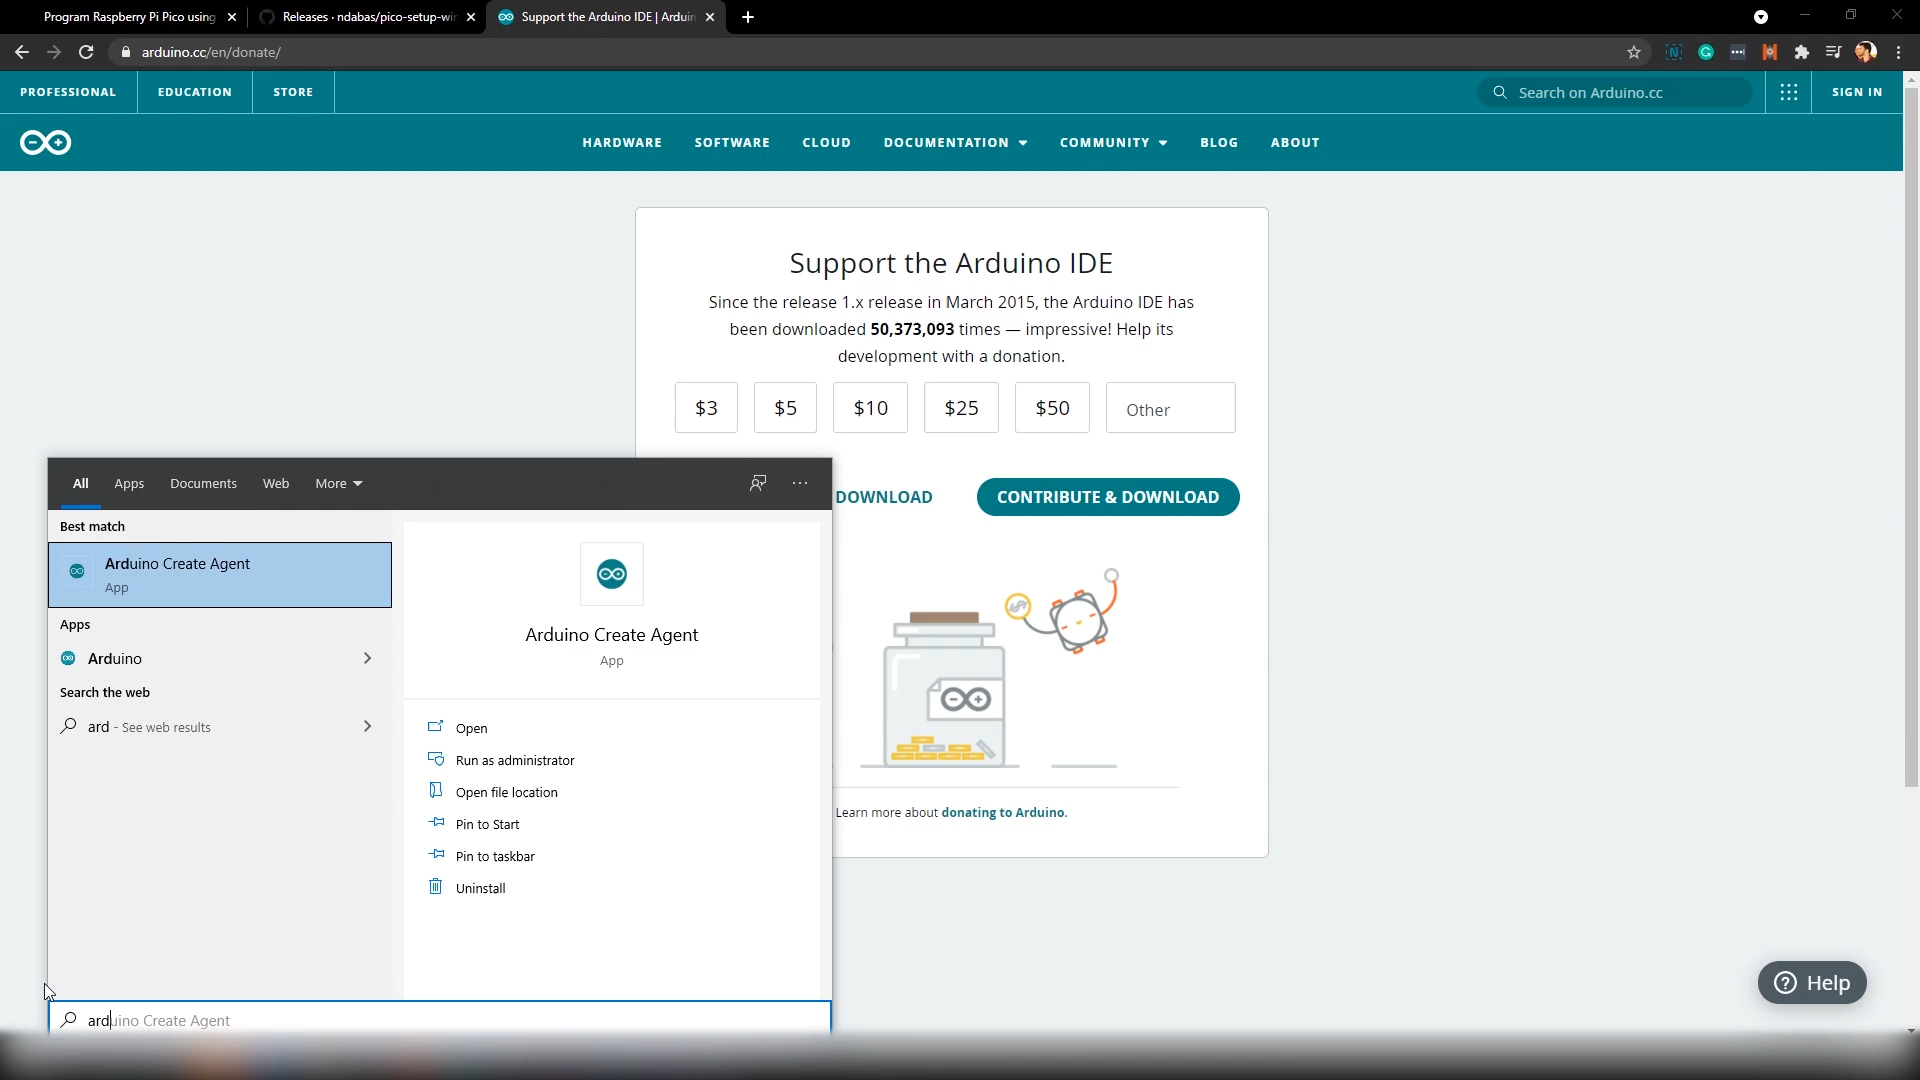 Program Raspberry Pi Pico using
Releases · ndabas/pico-setup-wi
Support the Arduino IDE | Arduin
arduino.cc/en/donate/
PROFESSIONAL
EDUCATION
STORE
Search on Arduino.cc
SIGN IN
HARDWARE
SOFTWARE
CLOUD
DOCUMENTATION
COMMUNITY
BLOG
ABOUT
Support the Arduino IDE
Since the release 1.x release in March 2015, the Arduino IDE has
been downloaded 50,373,093 times — impressive! Help its
development with a donation.
$3
$5
$10
$25
$50
Other
DOWNLOAD
CONTRIBUTE & DOWNLOAD
Learn more about donating to Arduino.
Help
All
Apps
Documents
Web
More
Best match
Arduino Create Agent
App
Apps
Arduino
Search the web
ard - See web results
Arduino Create Agent
App
Open
Run as administrator
Open file location
Pin to Start
Pin to taskbar
Uninstall
arduino Create Agent